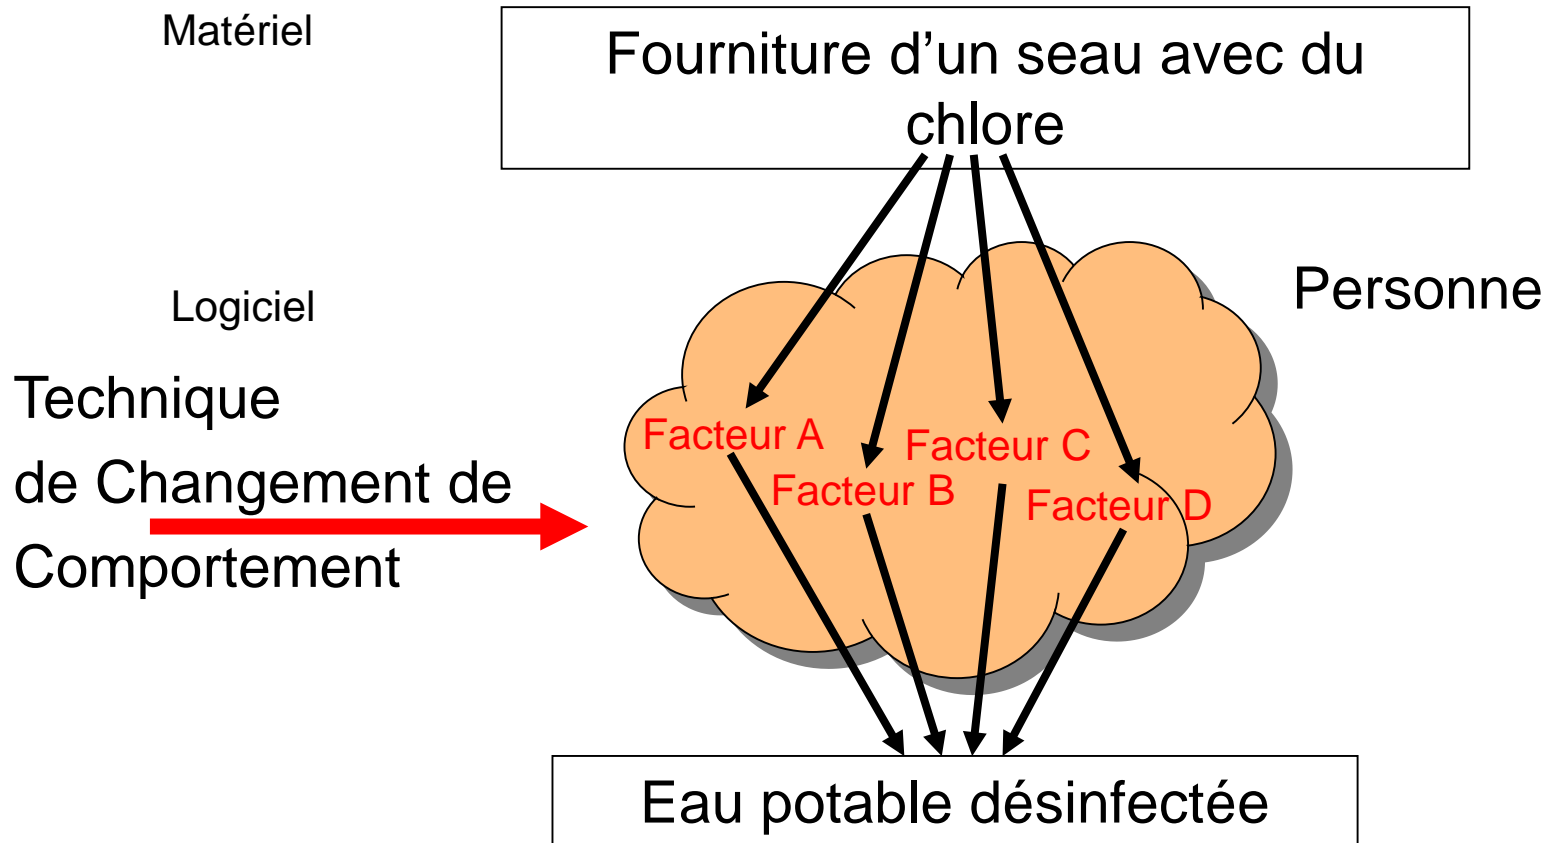 Matériel
Fourniture d’un seau avec du
chlore
Personne
Logiciel
Technique
de Changement de
Comportement
Facteur A
Facteur B
Facteur C
Facteur D
Eau potable désinfectée